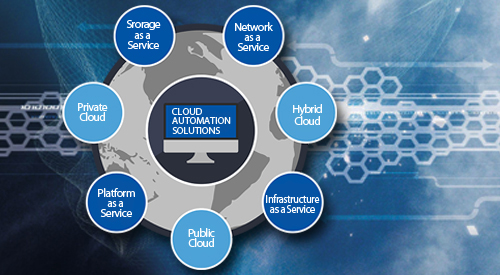 Srorage
as a
Service
Network
as a
Service
Private
Cloud
CLOUD
AUTOMATION
SOLUTIONS
Hybrid
Cloud
Platform
as a
Service
Infrastructure
as a Service
Public
Cloud